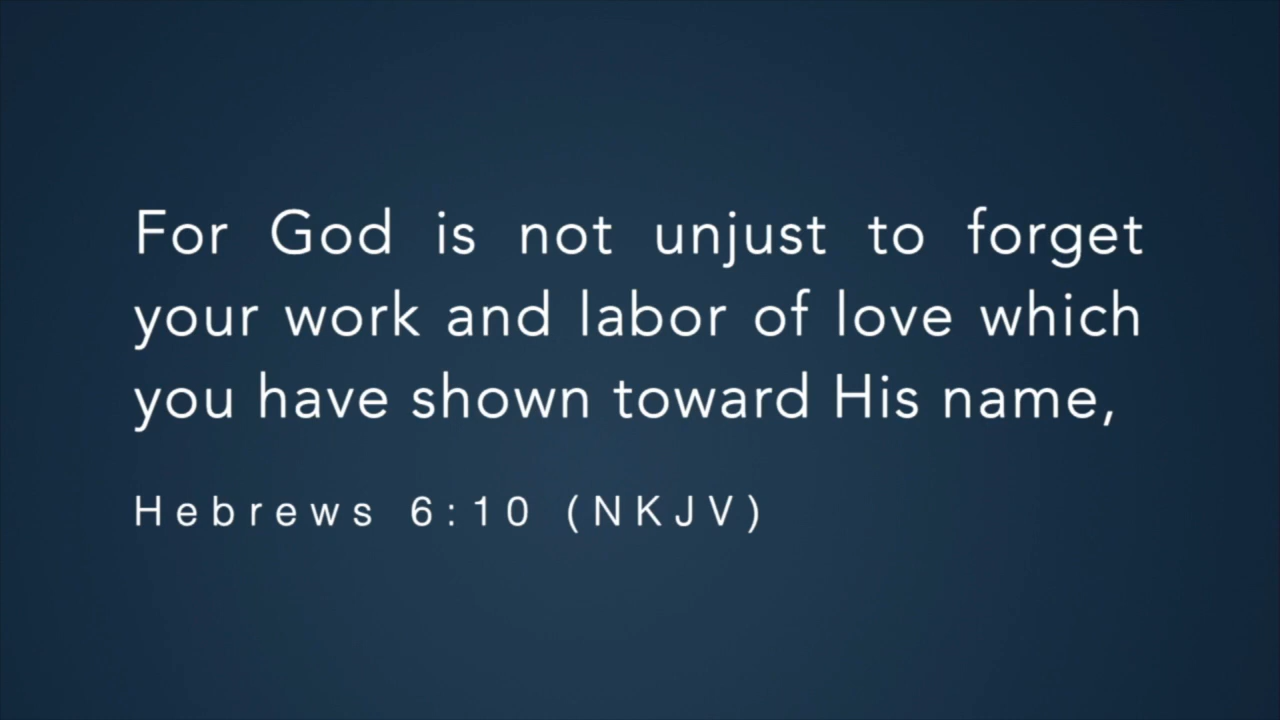 For God is not unjust to forget
your work and labor of love which
you have shown toward His name,
Hebrews 6:10 (NKJV)